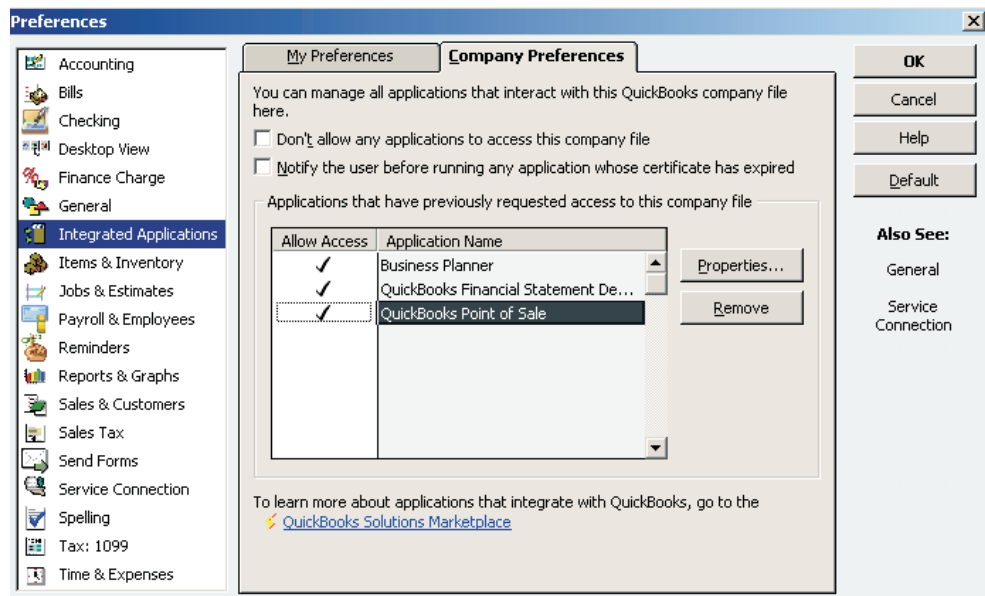 Preferences
Accounting
Bills
Checking
Desktop View
Finance Charge
General
Integrated Applications
Items & Inventory
Jobs & Estimates
Payroll & Employees
Reminders
Reports & Graphs
Sales & Customers
Sales Tax
Send Forms
Service Connection
Spelling
Tax: 1099
Time & Expenses
My Preferences
Company Preferences
You can manage all applications that interact with this QuickBooks company file
here.
Don't allow any applications to access this company file
Notify the user before running any application whose certificate has expired
Applications that have previously requested access to this company file
Allow Access Application Name
Business Planner
QuickBooks Financial Statement De...
QuickBooks Point of Sale
Properties...
Remove
To learn more about applications that integrate with QuickBooks, go to the
QuickBooks Solutions Marketplace
OK
Cancel
Help
Default
Also See:
General
Service
Connection